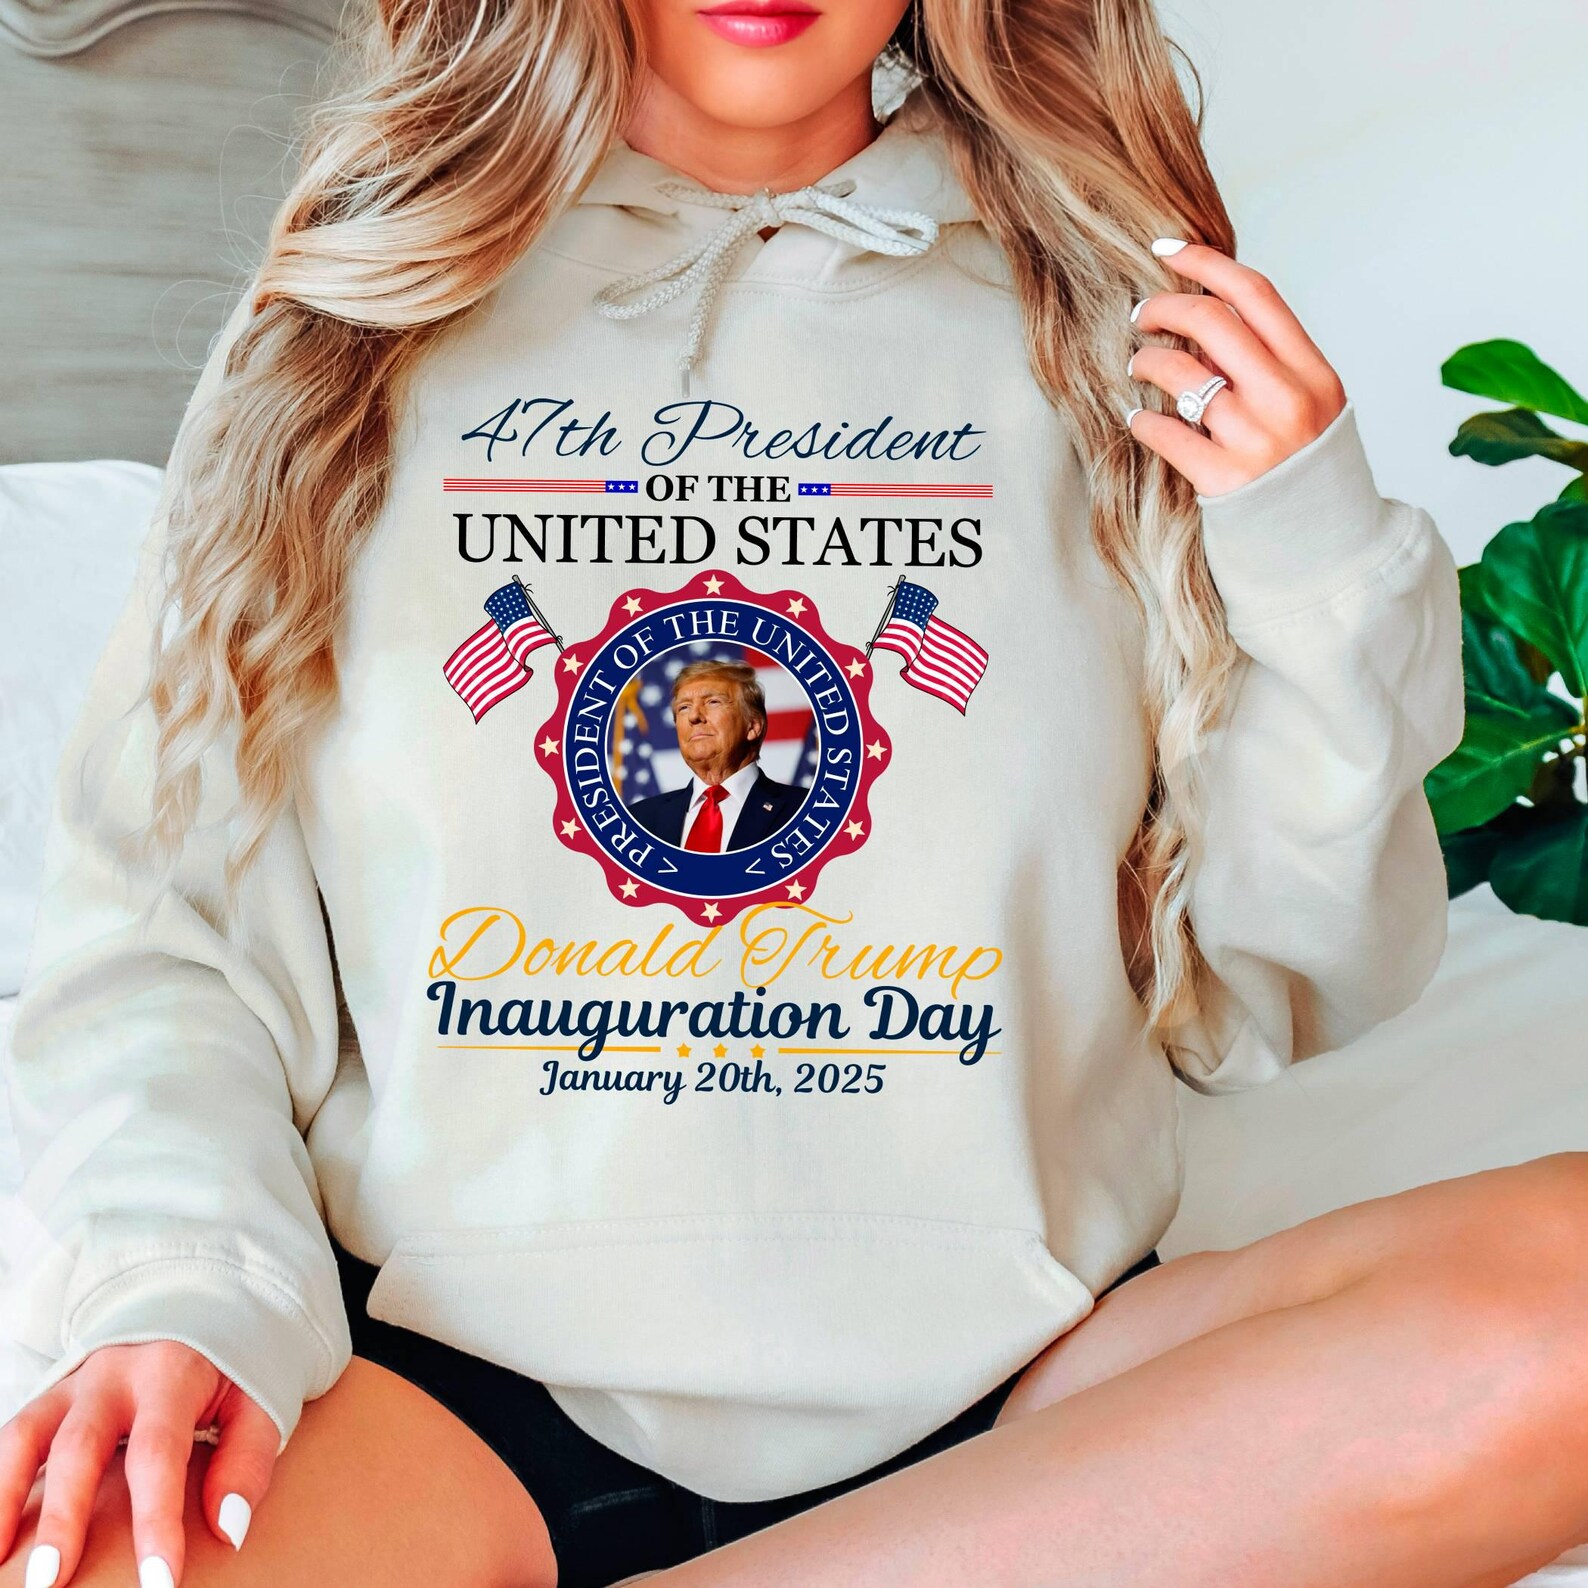 47th President
OF THE
UNITED STATES
< PRESIDENT OF THE UNITED STATES >
Donald Trump
Inauguration Day
January 20th, 2025